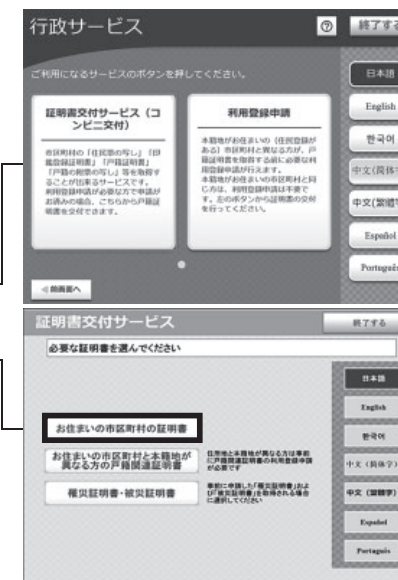 行政サービス
?
終了する
ご利用になるサービスのボタンを押してください。
証明書交付サービス（コ
ンビニ交付）
市区町村の「住民票の写し」「印
鑑登録証明書」「戸籍証明書」
「戸籍の附票の写し」等を取得す
ることが出来るサービスです。
利用登録申請が必要な方で申請が
お済みの場合、こちらから戸籍証
明書を交付できます。
利用登録申請
本籍地がお住まいの（住民登録が
ある）市区町村と異なる方が、戸
籍証明書を取得する前に必要な利
用登録申請が行えます。
本籍地がお住まいの市区町村と同
じ方は、利用登録申請は不要で
す。左のボタンから証明書の交付
を行ってください。
日本語
English
한국어
中文(簡体字
中文(繁體字
Español
Português
前画面へ
証明書交付サービス
終了する
必要な証明書を選んでください
お住まいの市区町村の証明書
お住まいの市区町村と本籍地が
異なる方の戸籍関連証明書
住所地と本籍地が異なる方は事前
に戸籍関連証明書の利用登録申請
が必要です
罹災証明書・被災証明書
事前に申請した「罹災証明書」およ
び「被災証明書」を取得される場合
に選択してください
日本語
English
한국어
中文（簡体字）
中文（繁體字）
Español
Português